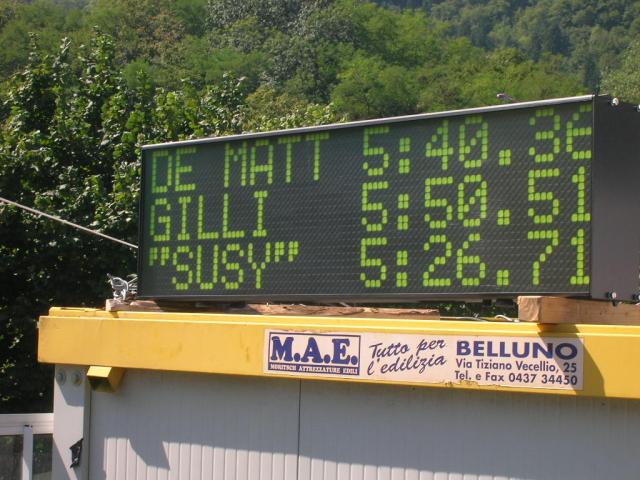 DE MATT 5:40.36
GILLI 5:50.51
"SUSY" 5:26.71
M.A.E.
MORITSCH ATTREZZATURE EDILI
Tutto per
l'edilizia
BELLUNO
Via Tiziano Vecellio, 25
Tel. e Fax 0437 34450